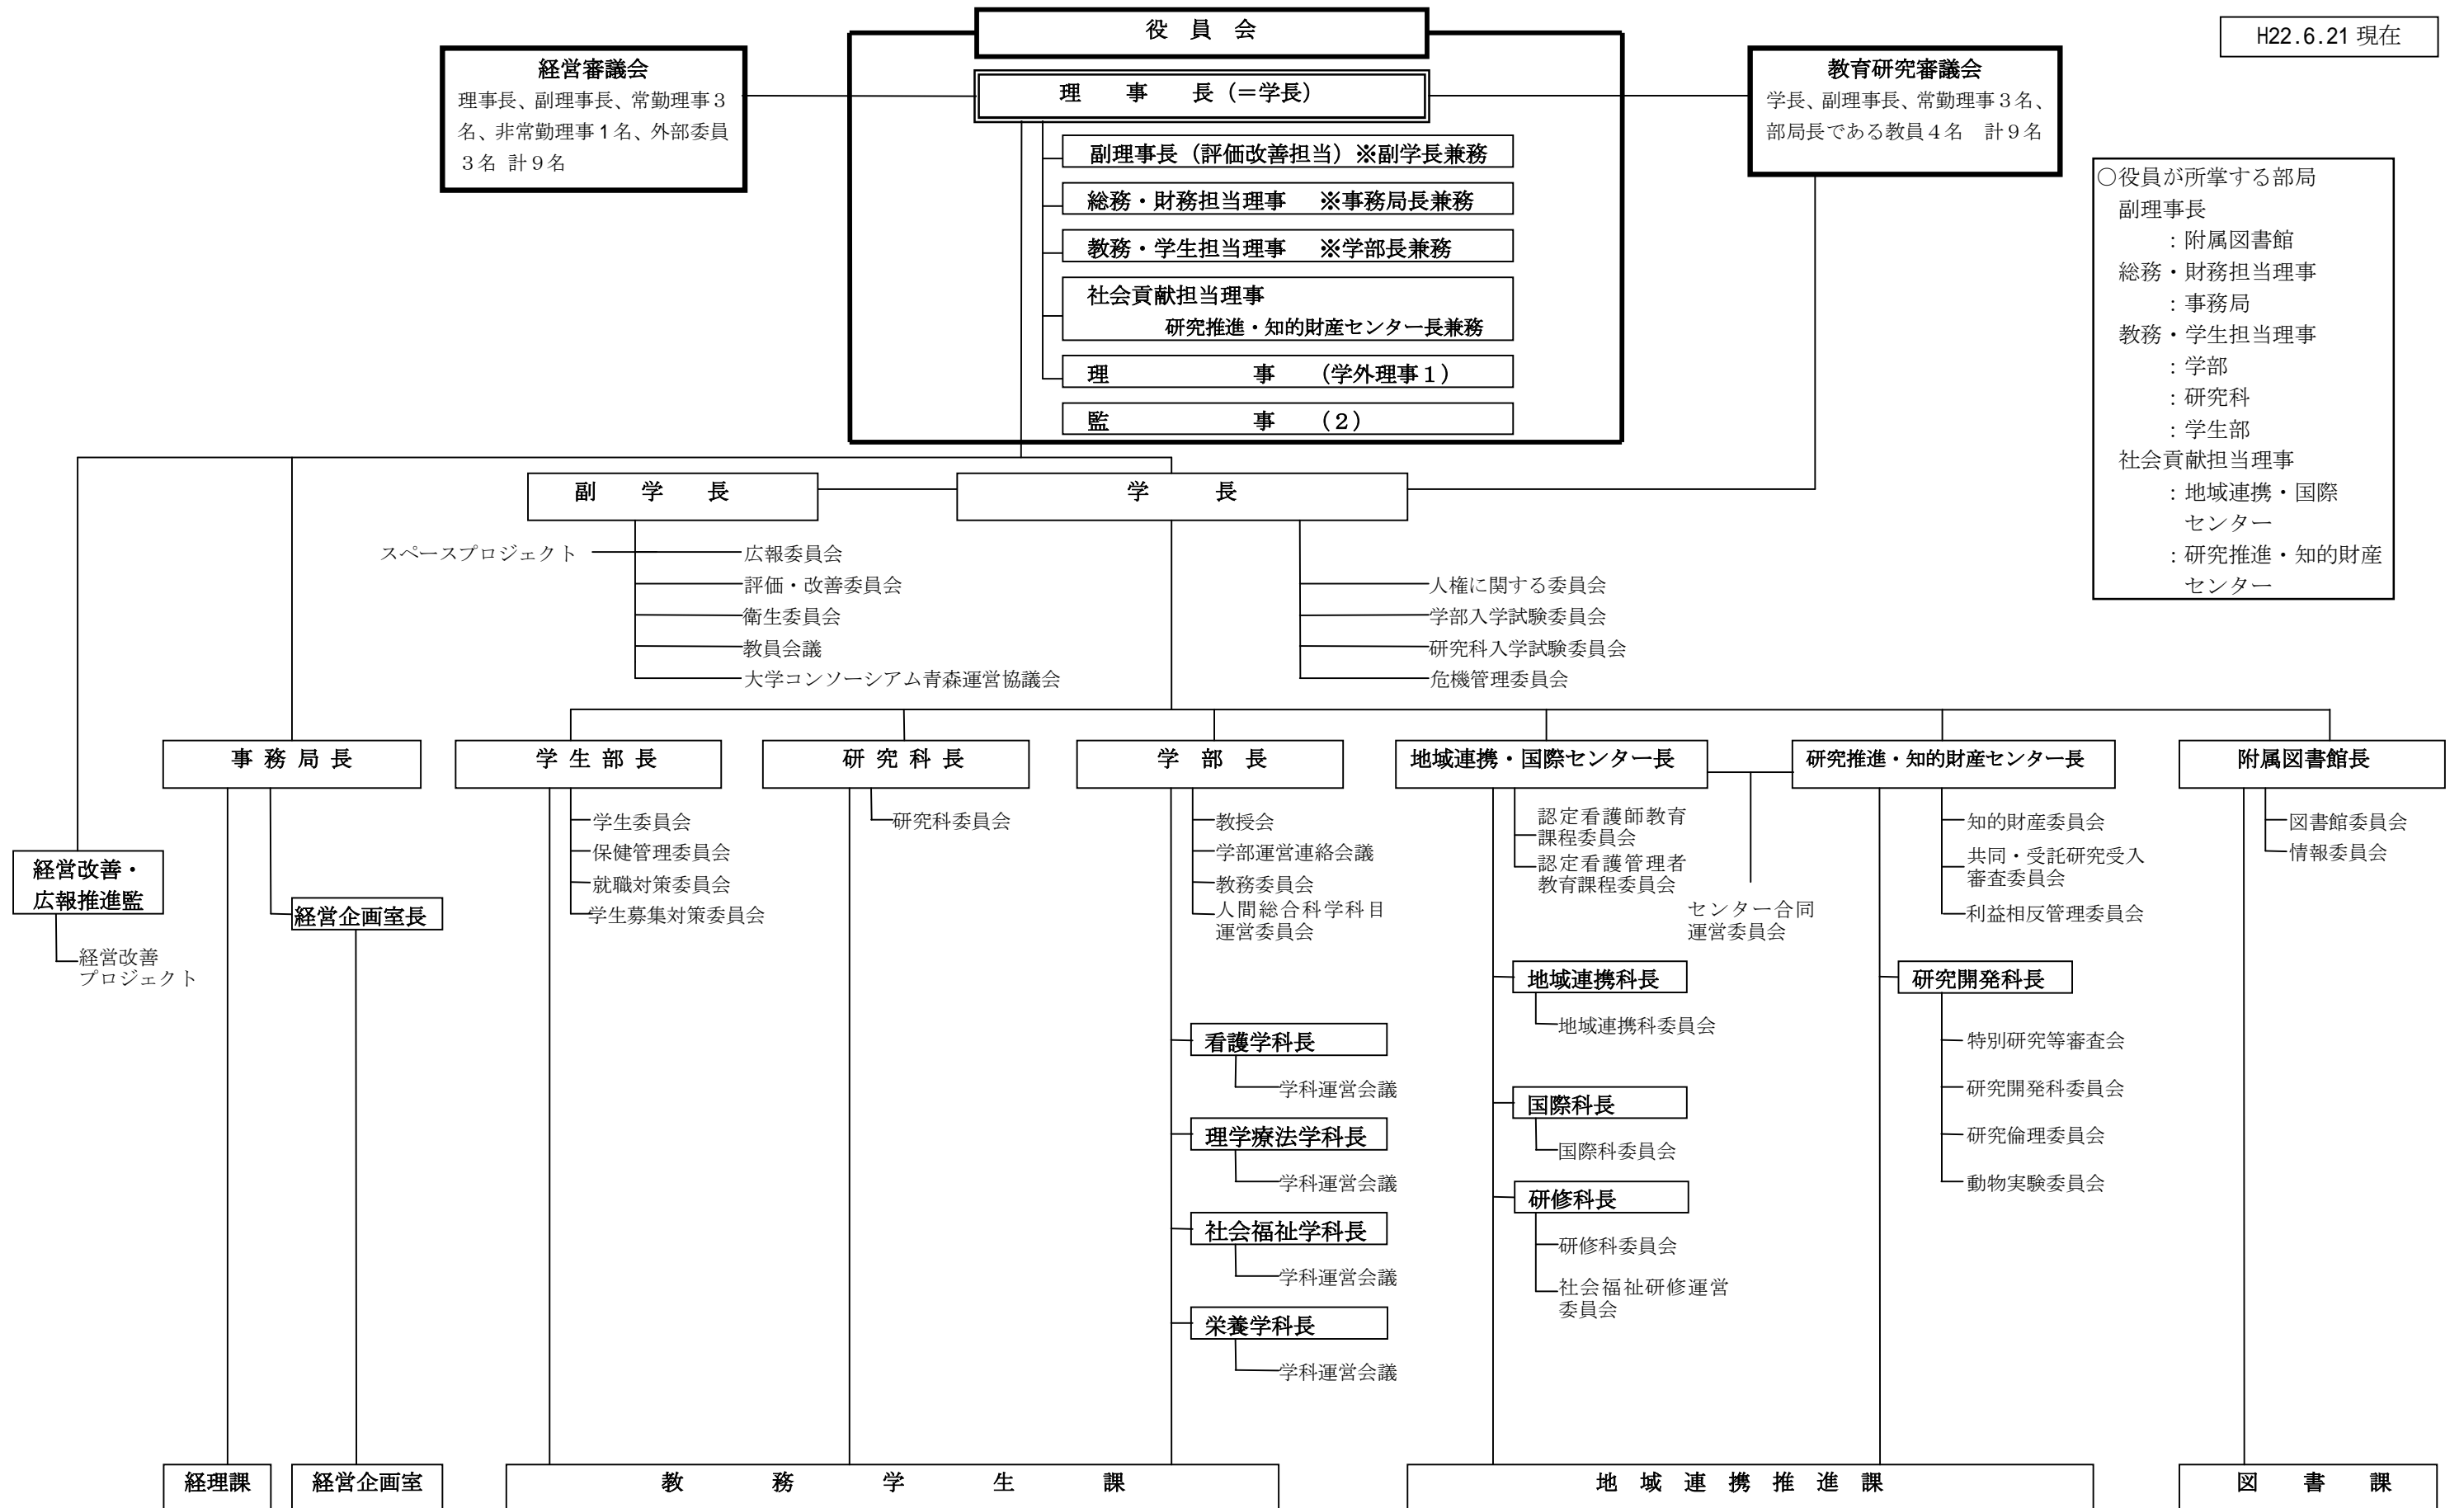 役 員 会
H22.6.21 現在
経営審議会
理事長、副理事長、常勤理事３
名、非常勤理事１名、外部委員
３名 計９名
理 事 長（＝学長）
教育研究審議会
学長、副理事長、常勤理事３名、
部局長である教員４名 計９名
副理事長（評価改善担当）※副学長兼務
総務・財務担当理事 ※事務局長兼務
教務・学生担当理事 ※学部長兼務
社会貢献担当理事
研究推進・知的財産センター長兼務
理 事 （学外理事１）
監 事 （２）
○役員が所掌する部局
副理事長
：附属図書館
総務・財務担当理事
：事務局
教務・学生担当理事
：学部
：研究科
：学生部
社会貢献担当理事
：地域連携・国際
センター
：研究推進・知的財産
センター
副 学 長
学 長
スペースプロジェクト
広報委員会
評価・改善委員会
衛生委員会
教員会議
大学コンソーシアム青森運営協議会
人権に関する委員会
学部入学試験委員会
研究科入学試験委員会
危機管理委員会
事 務 局 長
学 生 部 長
研 究 科 長
学 部 長
地域連携・国際センター長
研究推進・知的財産センター長
附属図書館長
経営改善・
広報推進監
経営改善
プロジェクト
経営企画室長
学生委員会
保健管理委員会
就職対策委員会
学生募集対策委員会
研究科委員会
教授会
学部運営連絡会議
教務委員会
人間総合科学科目
運営委員会
看護学科長
学科運営会議
理学療法学科長
学科運営会議
社会福祉学科長
学科運営会議
栄養学科長
学科運営会議
認定看護師教育
課程委員会
認定看護管理者
教育課程委員会
センター合同
運営委員会
地域連携科長
地域連携科委員会
国際科長
国際科委員会
研修科長
研修科委員会
社会福祉研修運営
委員会
知的財産委員会
共同・受託研究受入
審査委員会
利益相反管理委員会
研究開発科長
特別研究等審査会
研究開発科委員会
研究倫理委員会
動物実験委員会
図書館委員会
情報委員会
経理課
経営企画室
教 務 学 生 課
地 域 連 携 推 進 課
図 書 課